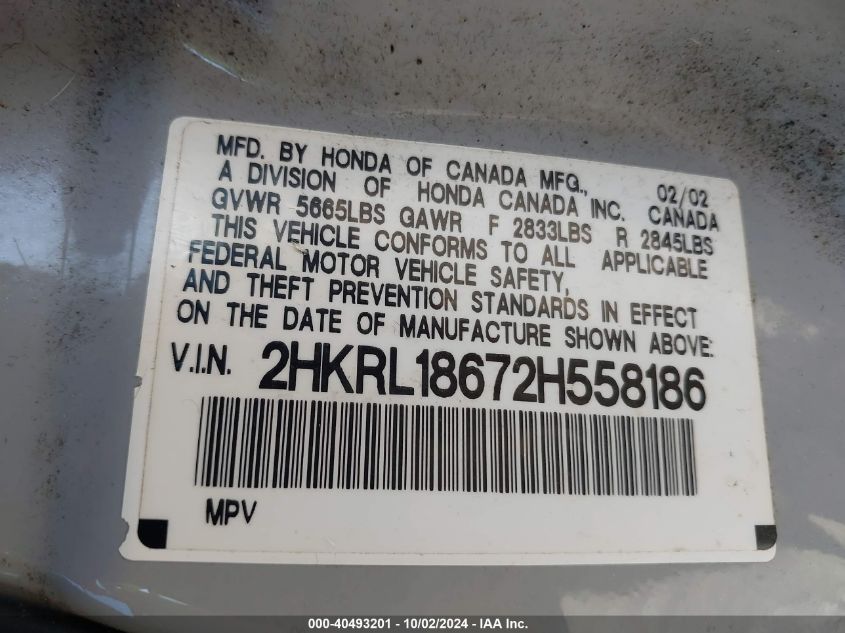 MFD. BY HONDA OF CANADA MFG., 02/02
A DIVISION OF HONDA CANADA INC. CANADA
GVWR 5665LBS GAWR F 2833LBS R 2845LBS
THIS VEHICLE CONFORMS TO ALL APPLICABLE
FEDERAL MOTOR VEHICLE SAFETY,
AND THEFT PREVENTION STANDARDS IN EFFECT
ON THE DATE OF MANUFACTURE SHOWN ABOVE:
V.I.N. 2HKRL18672H558186
MPV
000-40493201 - 10/02/2024 - IAA Inc.